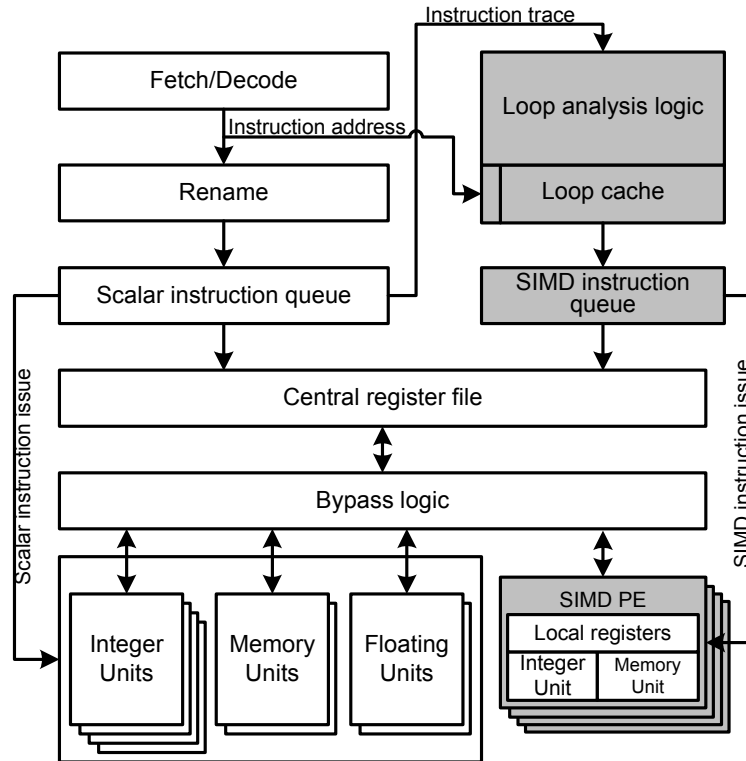 Instruction trace
Fetch/Decode
Loop analysis logic
Instruction address
Rename
Loop cache
Scalar instruction queue
SIMD instruction
queue
Central register file
Scalar instruction issue
SIMD instruction issue
Bypass logic
SIMD PE
Local registers
Integer
Units
Memory
Units
Floating
Units
Integer
Unit
Memory
Unit